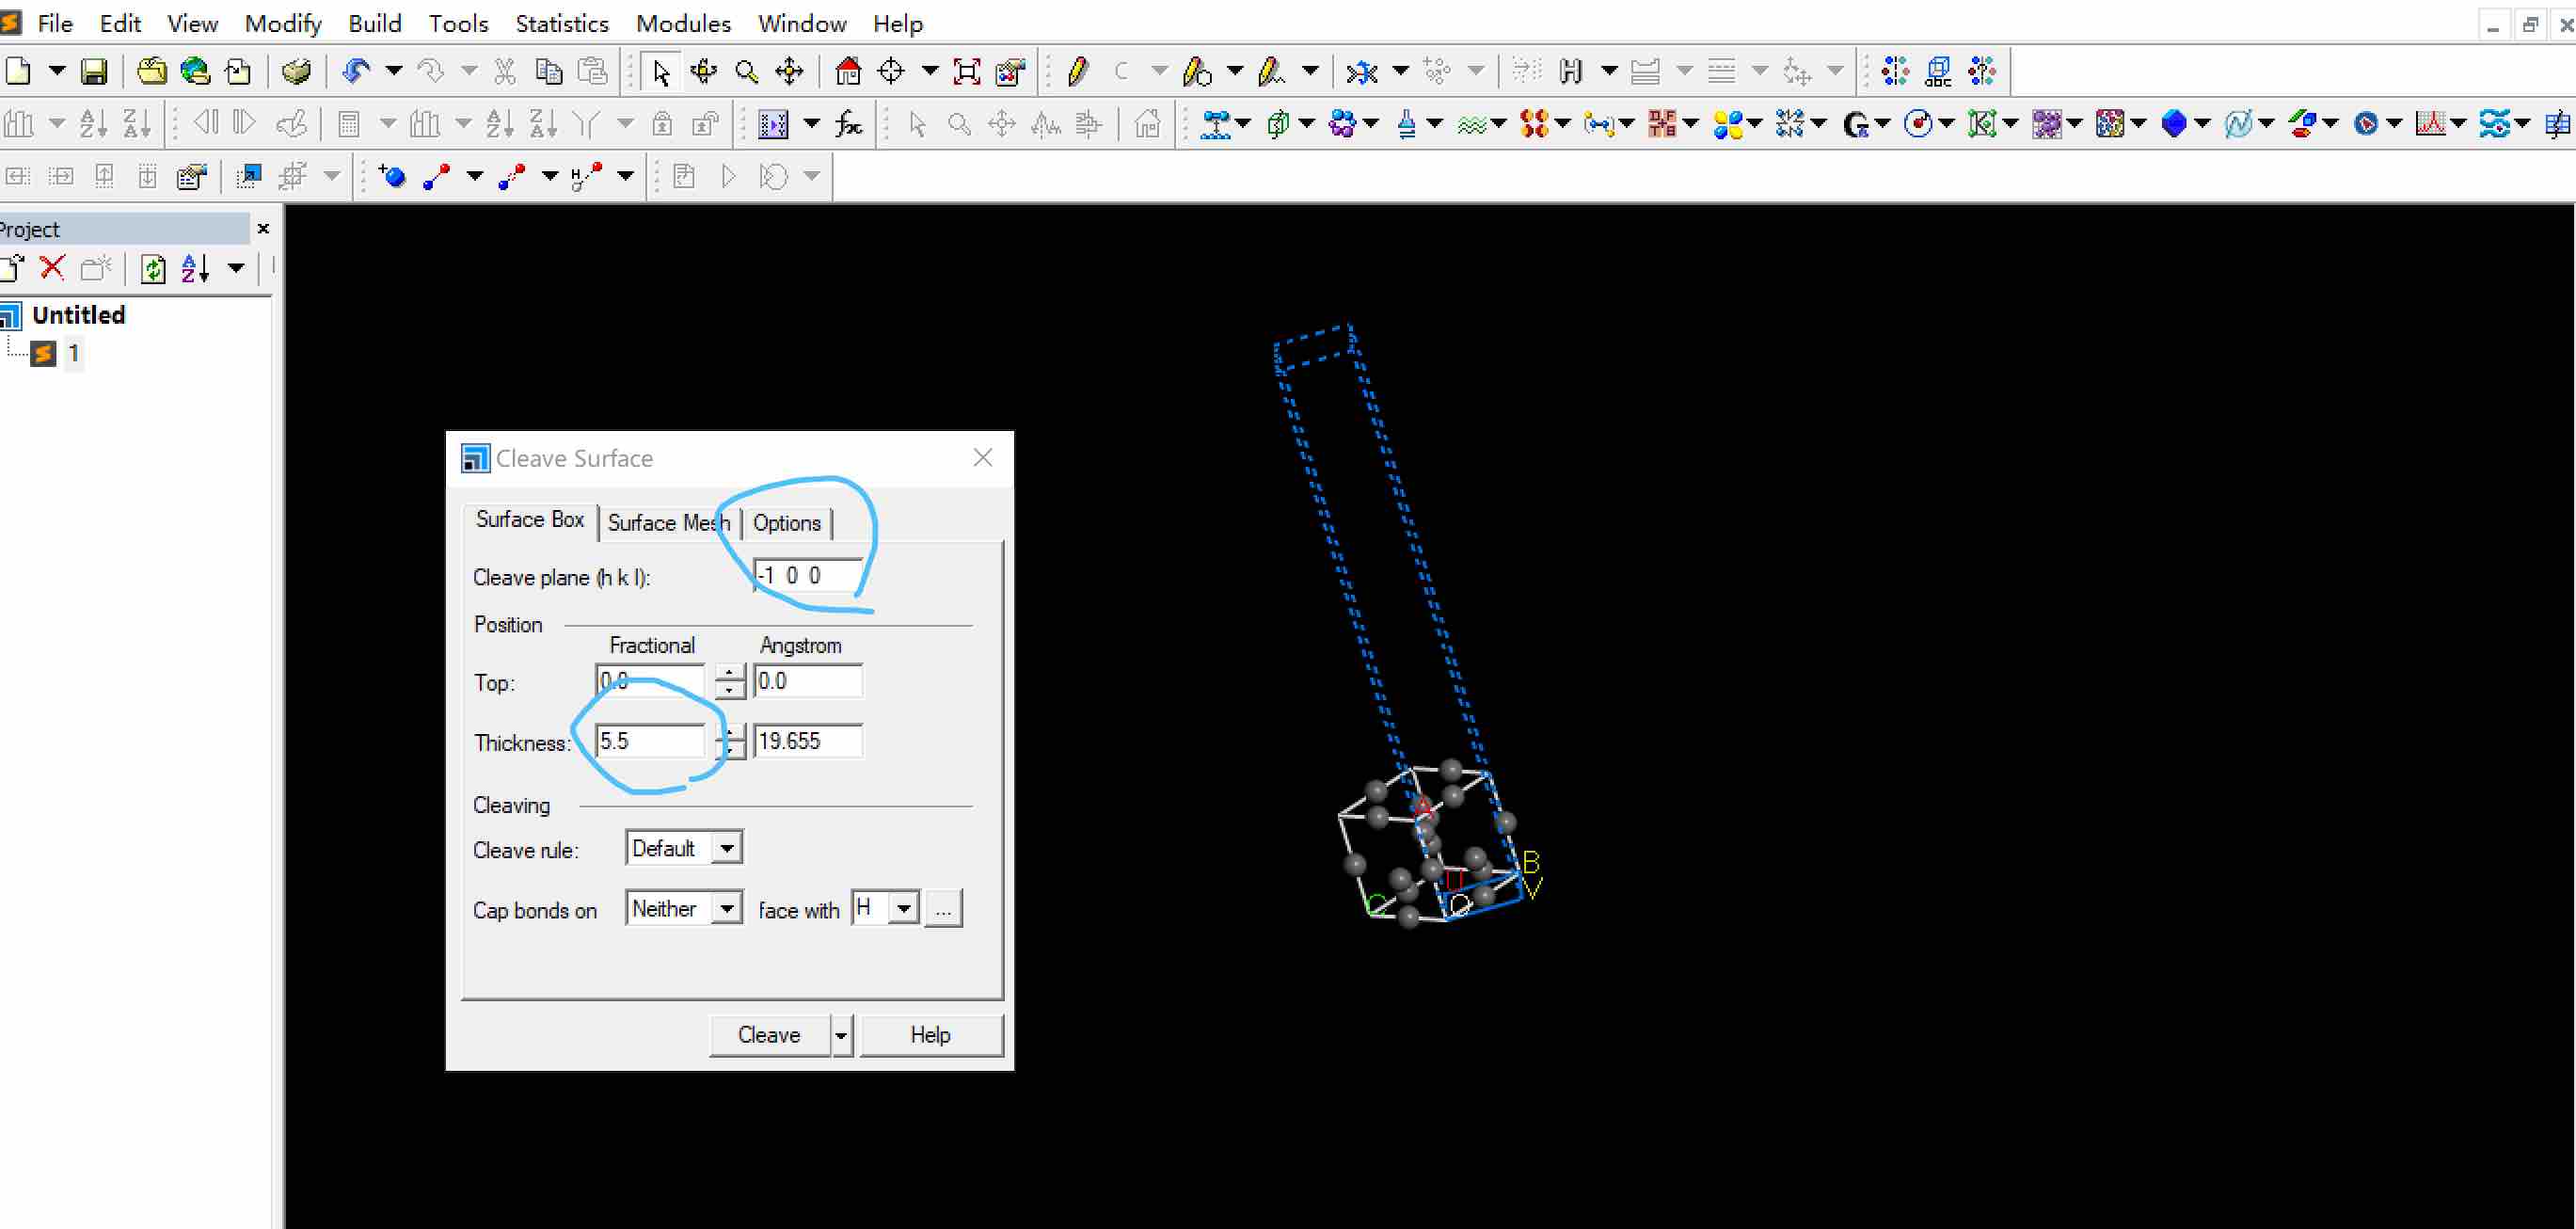 File Edit View Modify Build Tools Statistics Modules Window Help
Project
Untitled
1
Cleave Surface
Surface Box Surface Mesh Options
Cleave plane (h k l): -1 0 0
Position
Fractional Angstrom
Top: 0.0 0.0
Thickness: 5.5 19.655
Cleaving
Cleave rule: Default
Cap bonds on Neither face with H ...
Cleave Help
A
B
U
V
C
O